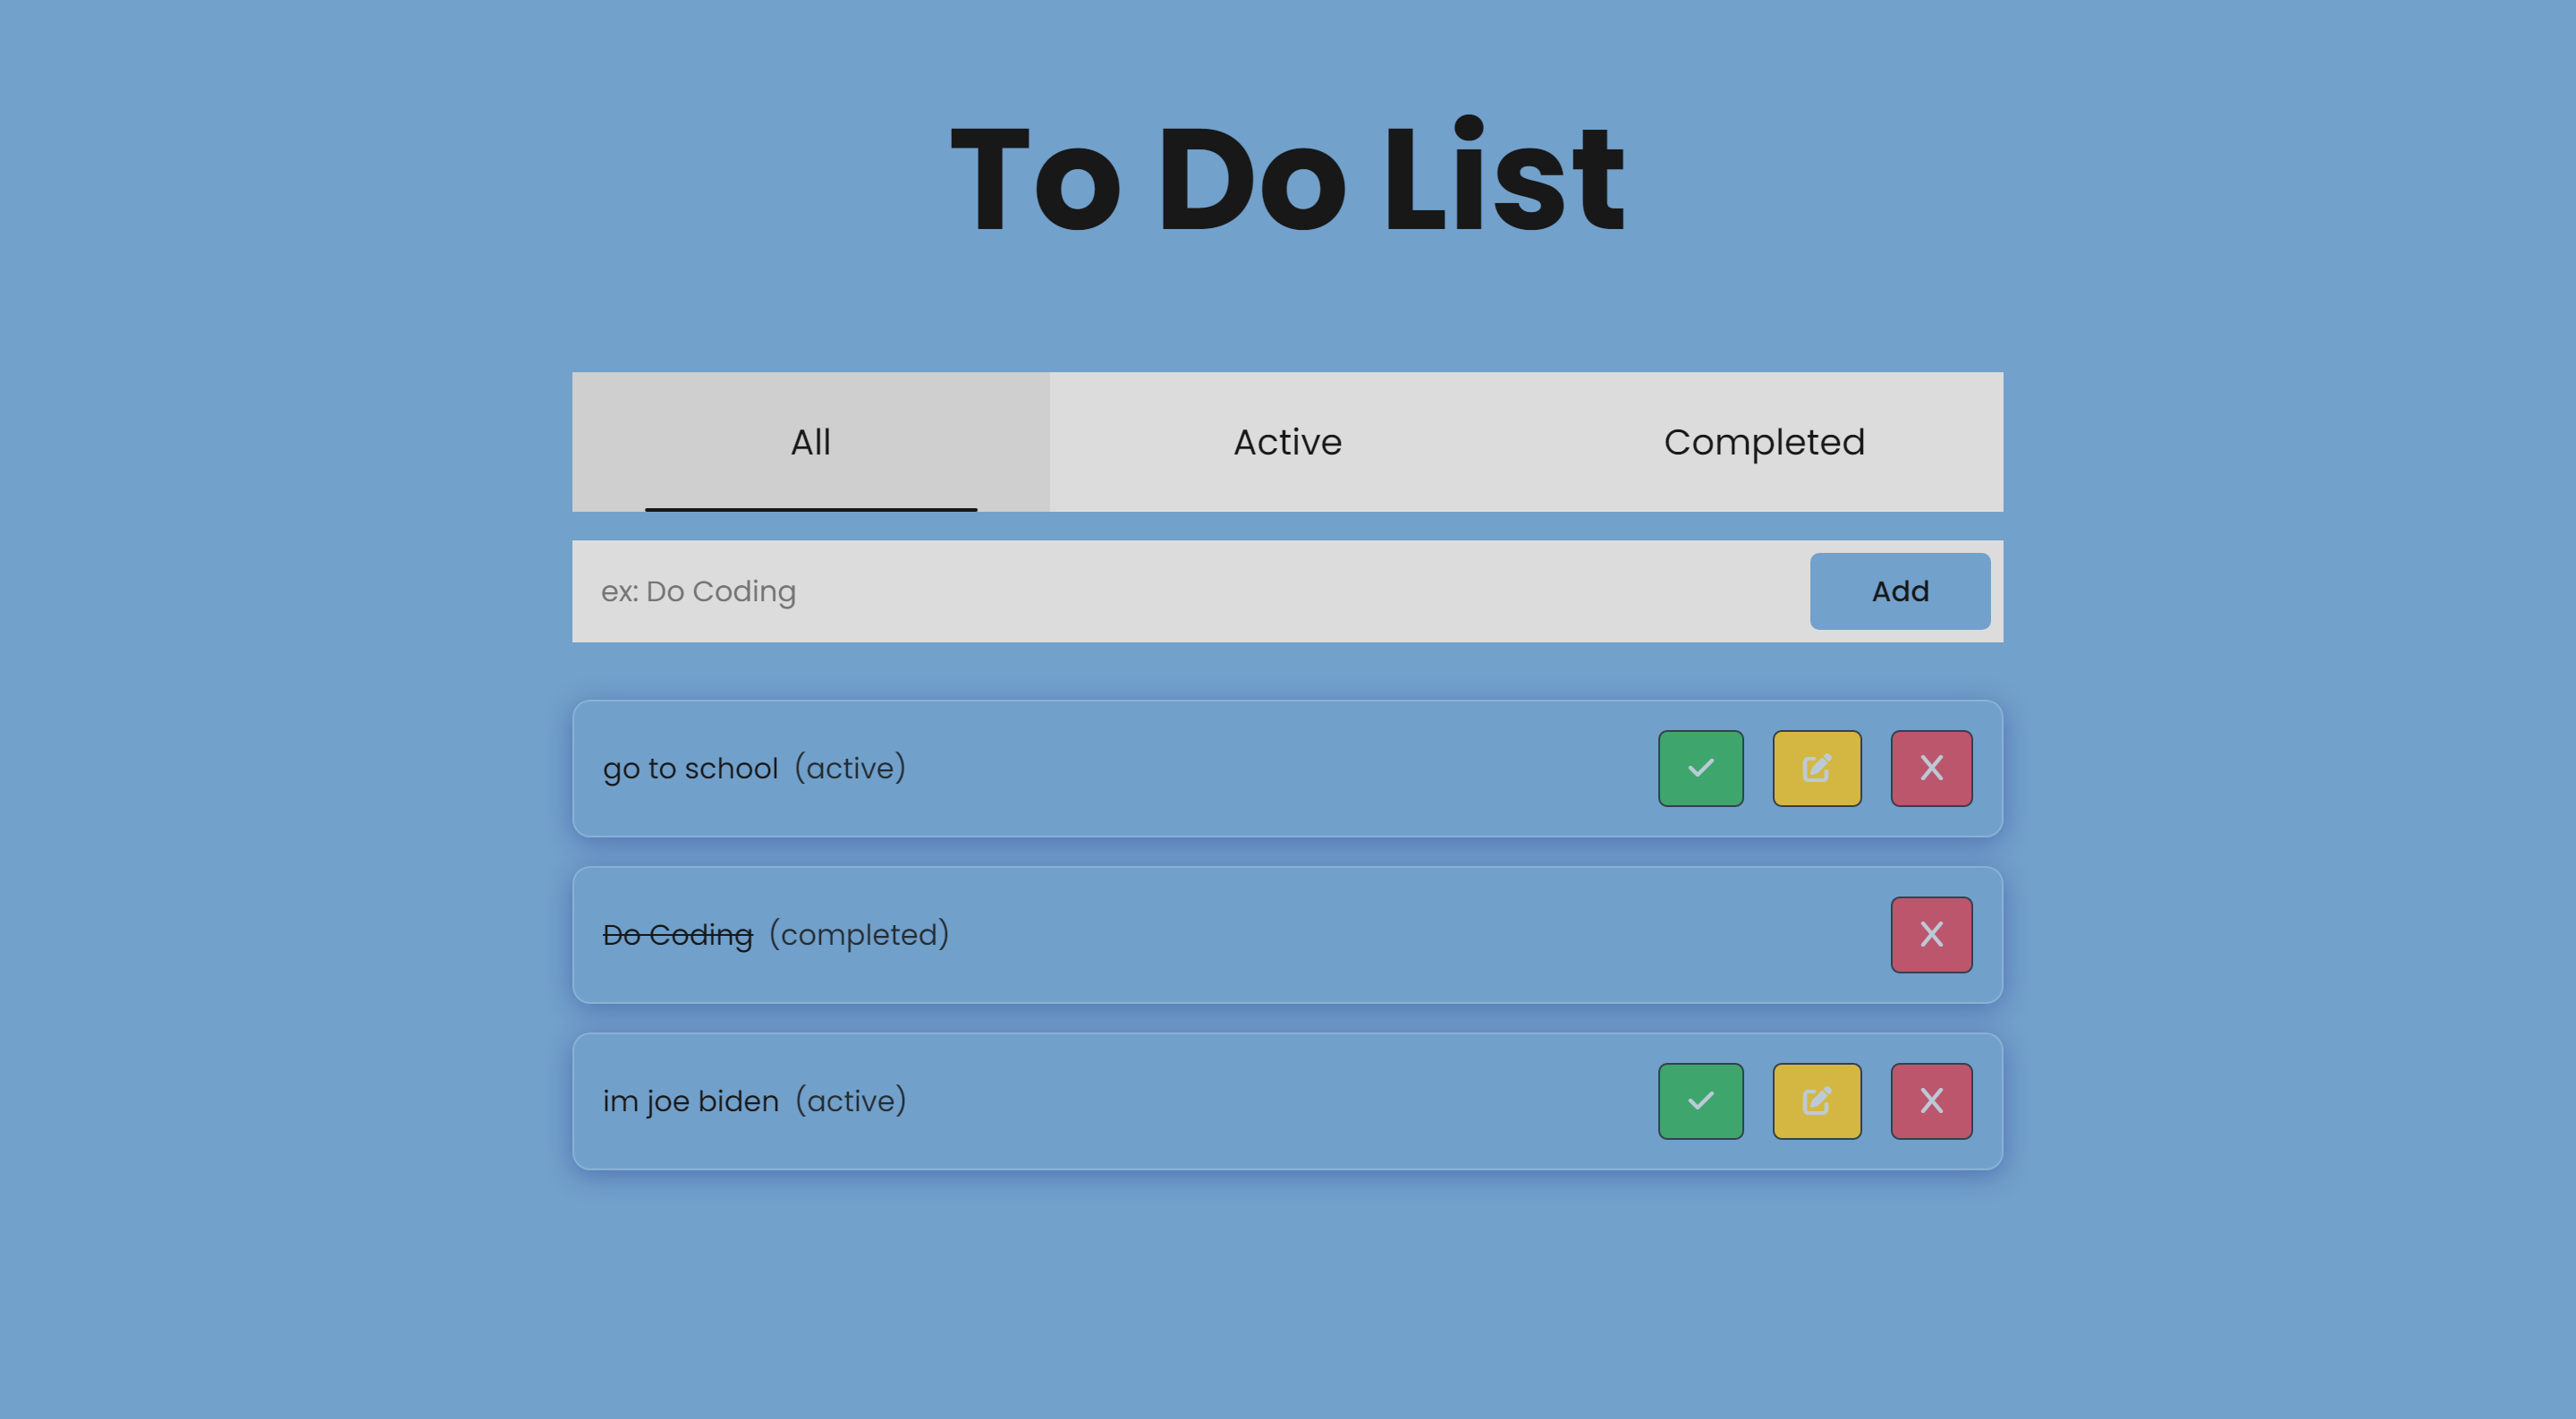 To Do List
All Active Completed
ex: Do Coding Add
go to school (active)
Do Coding (completed)
im joe biden (active)